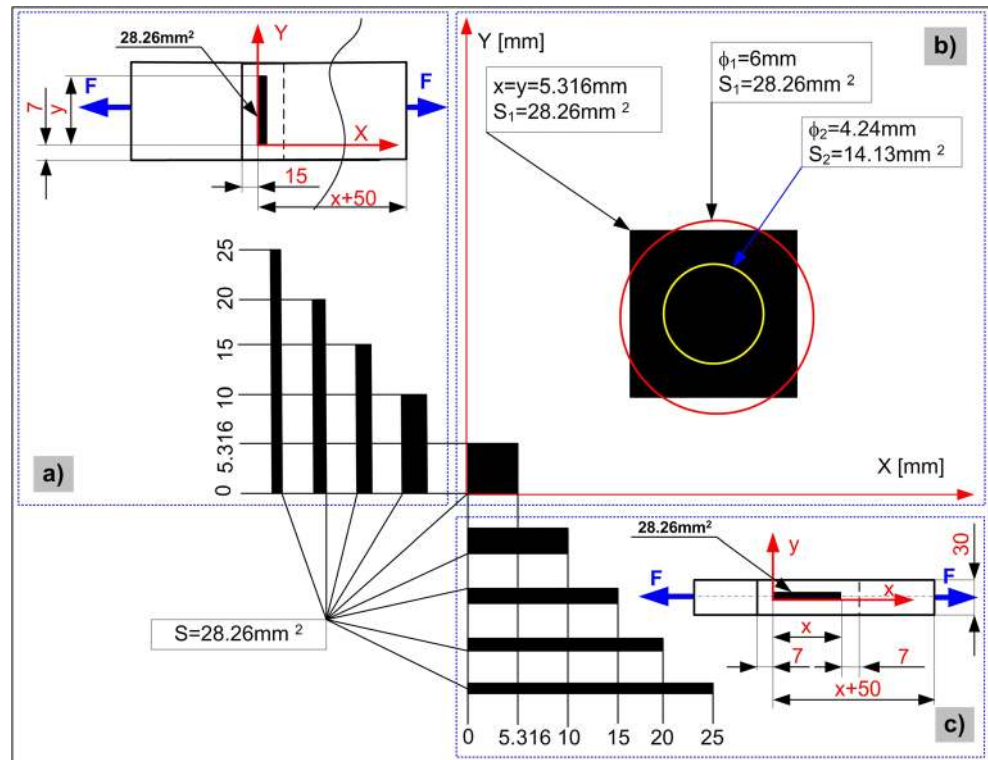 28.26mm²
Y
F
F
7
y
X
15
x+50
25
20
15
10
5.316
0
a)
Y [mm]
b)
x=y=5.316mm
S₁=28.26mm ²
ϕ₁=6mm
S₁=28.26mm ²
ϕ₂=4.24mm
S₂=14.13mm ²
X [mm]
S=28.26mm ²
0
5.316
10
15
20
25
28.26mm²
y
30
F
F
x
x
7
7
x+50
c)